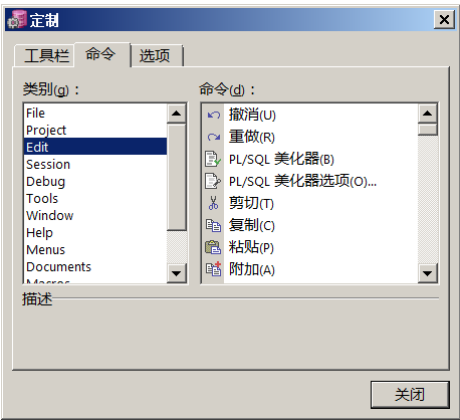 定制
工具栏 命令 选项
类别(g)：
File
Project
Edit
Session
Debug
Tools
Window
Help
Menus
Documents
Macros
命令(d)：
撤消(U)
重做(R)
PL/SQL 美化器(B)
PL/SQL 美化器选项(O)...
剪切(T)
复制(C)
粘贴(P)
附加(A)
描述
关闭